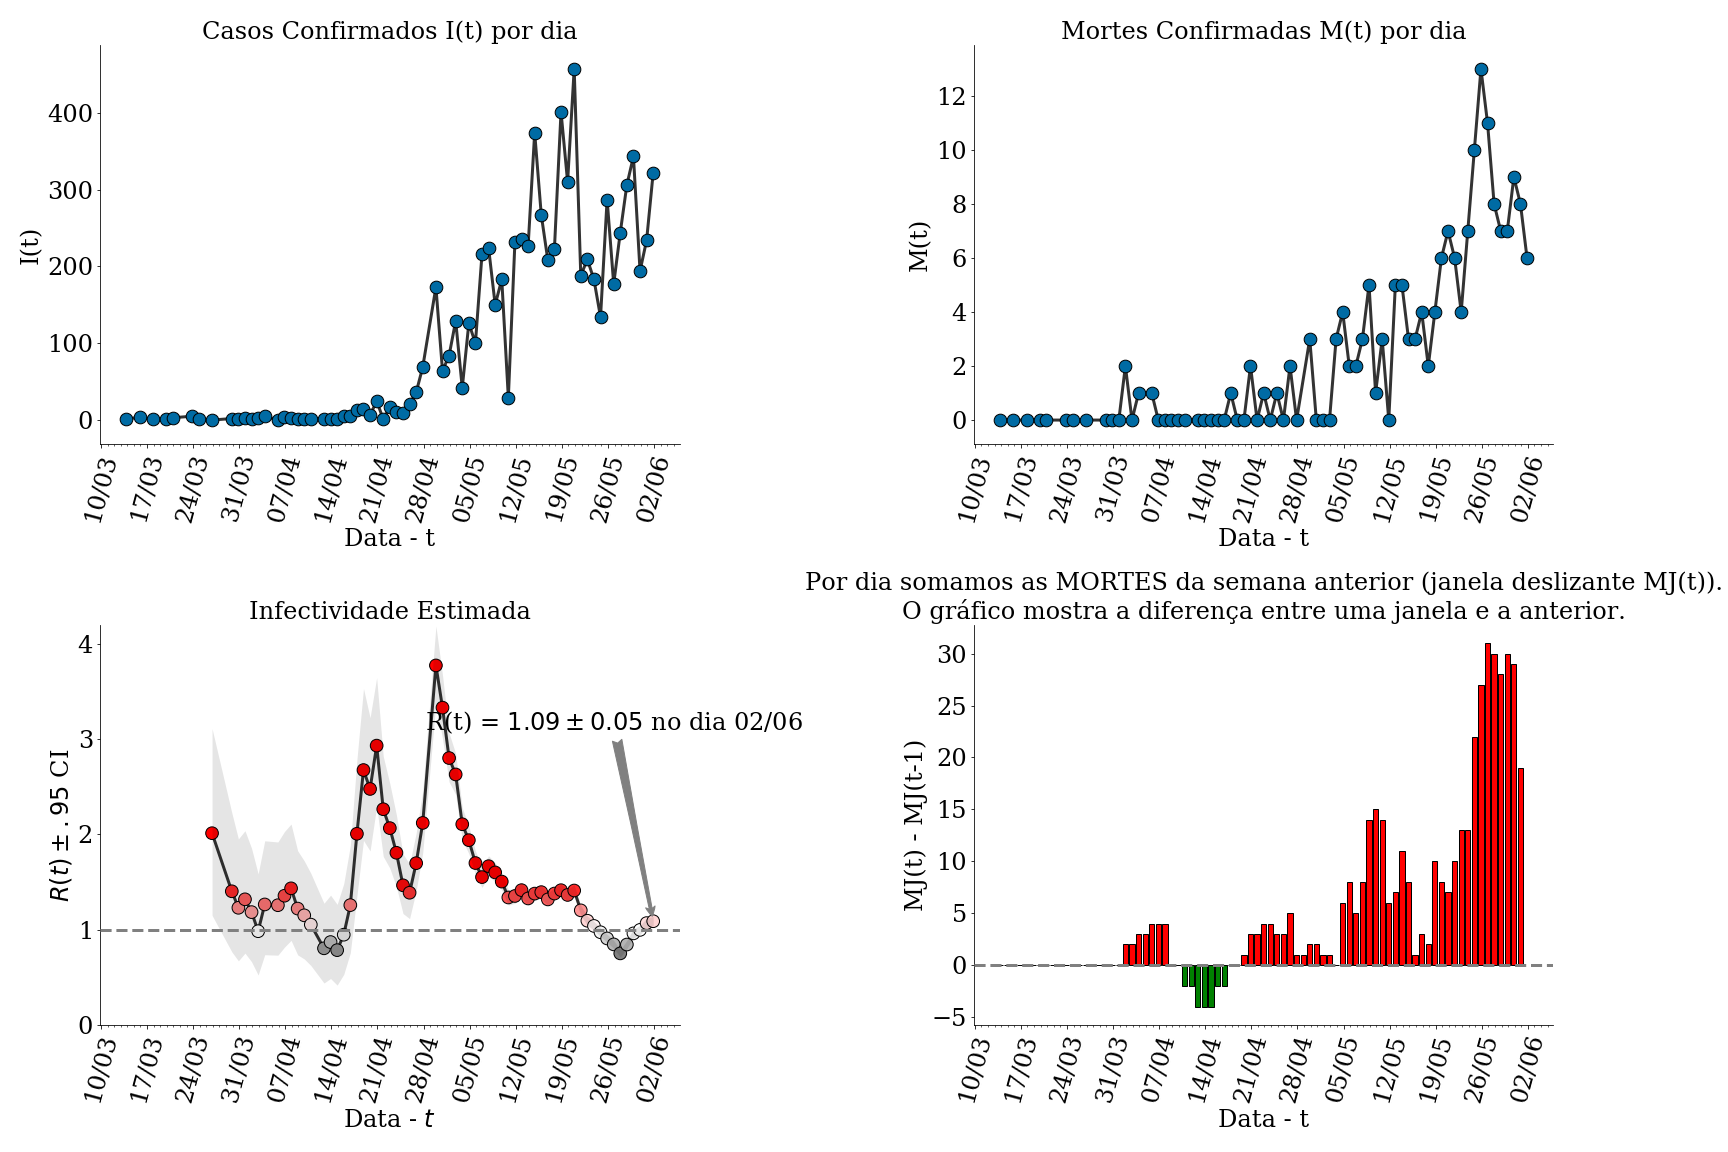 Casos Confirmados I(t) por dia
I(t)
400
300
200
100
0
10/03 17/03 24/03 31/03 07/04 14/04 21/04 28/04 05/05 12/05 19/05 26/05 02/06
Data - t
Mortes Confirmadas M(t) por dia
M(t)
12
10
8
6
4
2
0
10/03 17/03 24/03 31/03 07/04 14/04 21/04 28/04 05/05 12/05 19/05 26/05 02/06
Data - t
Infectividade Estimada
R(t) ± .95 CI
4
3
2
1
0
R(t) = 1.09 ± 0.05 no dia 02/06
10/03 17/03 24/03 31/03 07/04 14/04 21/04 28/04 05/05 12/05 19/05 26/05 02/06
Data - t
Por dia somamos as MORTES da semana anterior (janela deslizante MJ(t)).
O gráfico mostra a diferença entre uma janela e a anterior.
MJ(t) - MJ(t-1)
30
25
20
15
10
5
0
−5
10/03 17/03 24/03 31/03 07/04 14/04 21/04 28/04 05/05 12/05 19/05 26/05 02/06
Data - t